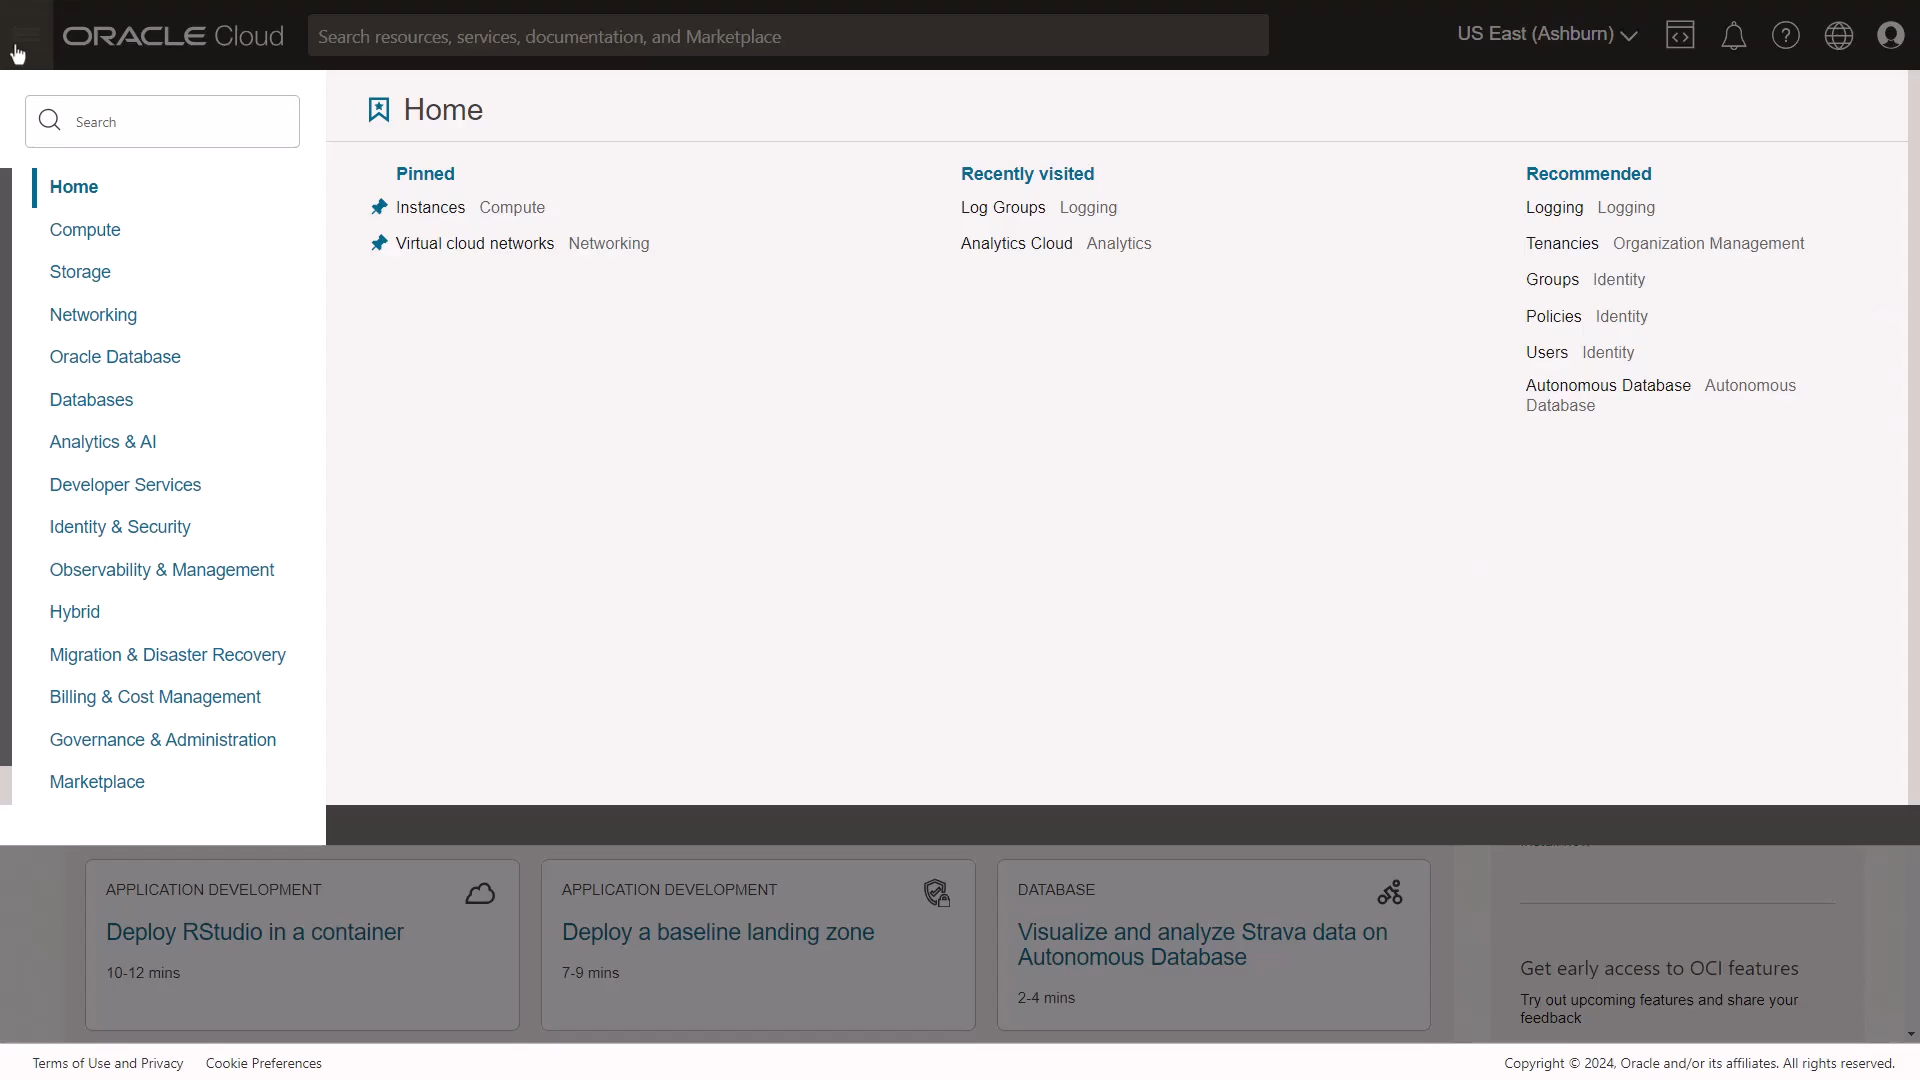 ORACLE Cloud
Search resources, services, documentation, and Marketplace
US East (Ashburn)
Search
Home
Compute
Storage
Networking
Oracle Database
Databases
Analytics & AI
Developer Services
Identity & Security
Observability & Management
Hybrid
Migration & Disaster Recovery
Billing & Cost Management
Governance & Administration
Marketplace
Home
Pinned
Instances Compute
Virtual cloud networks Networking
Recently visited
Log Groups Logging
Analytics Cloud Analytics
Recommended
Logging Logging
Tenancies Organization Management
Groups Identity
Policies Identity
Users Identity
Autonomous Database Autonomous
Database
APPLICATION DEVELOPMENT
Deploy RStudio in a container
10-12 mins
APPLICATION DEVELOPMENT
Deploy a baseline landing zone
7-9 mins
DATABASE
Visualize and analyze Strava data on
Autonomous Database
2-4 mins
Get early access to OCI features
Try out upcoming features and share your
feedback
Terms of Use and Privacy
Cookie Preferences
Copyright © 2024, Oracle and/or its affiliates. All rights reserved.